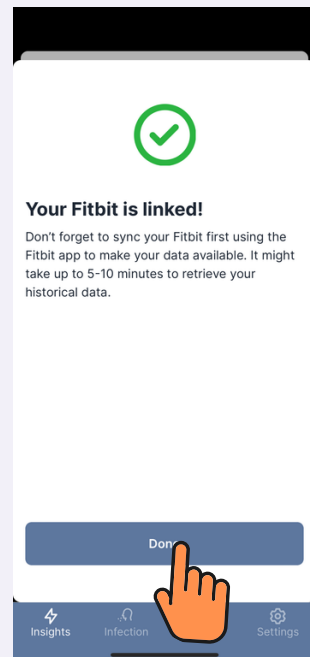 Your Fitbit is linked!
Don't forget to sync your Fitbit first using the
Fitbit app to make your data available. It might
take up to 5-10 minutes to retrieve your
historical data.
Done
Insights
Infection
Settings